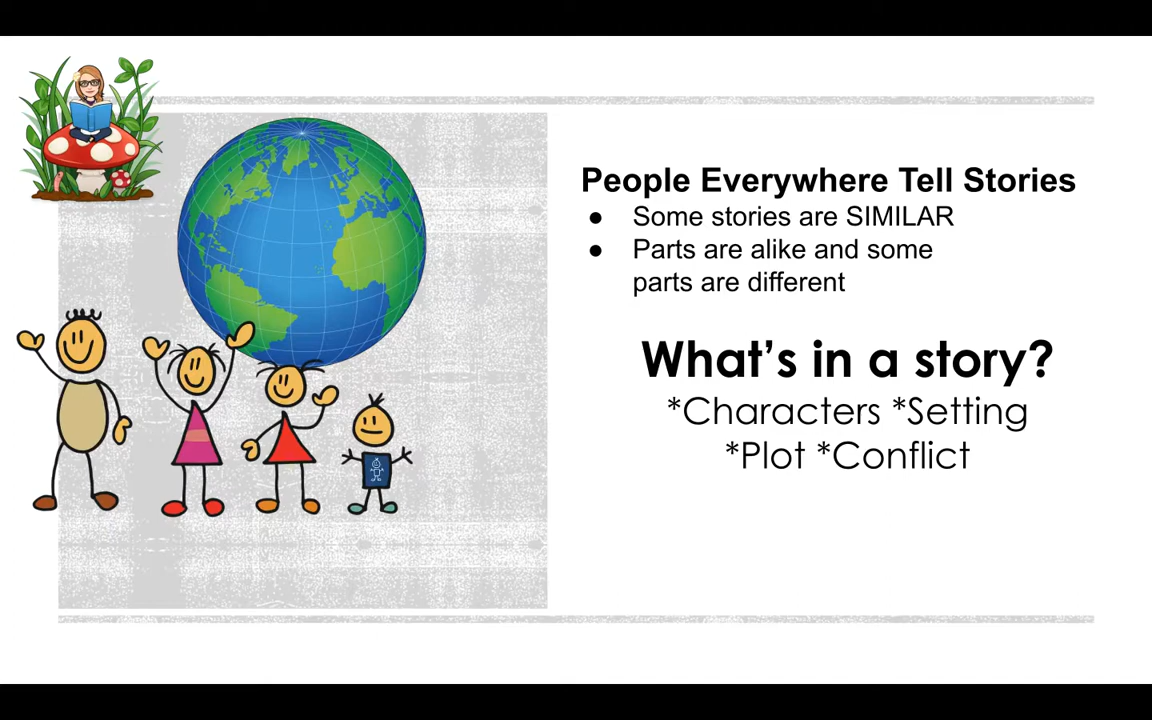 People Everywhere Tell Stories
● Some stories are SIMILAR
● Parts are alike and some
parts are different
What's in a story?
*Characters *Setting
*Plot *Conflict